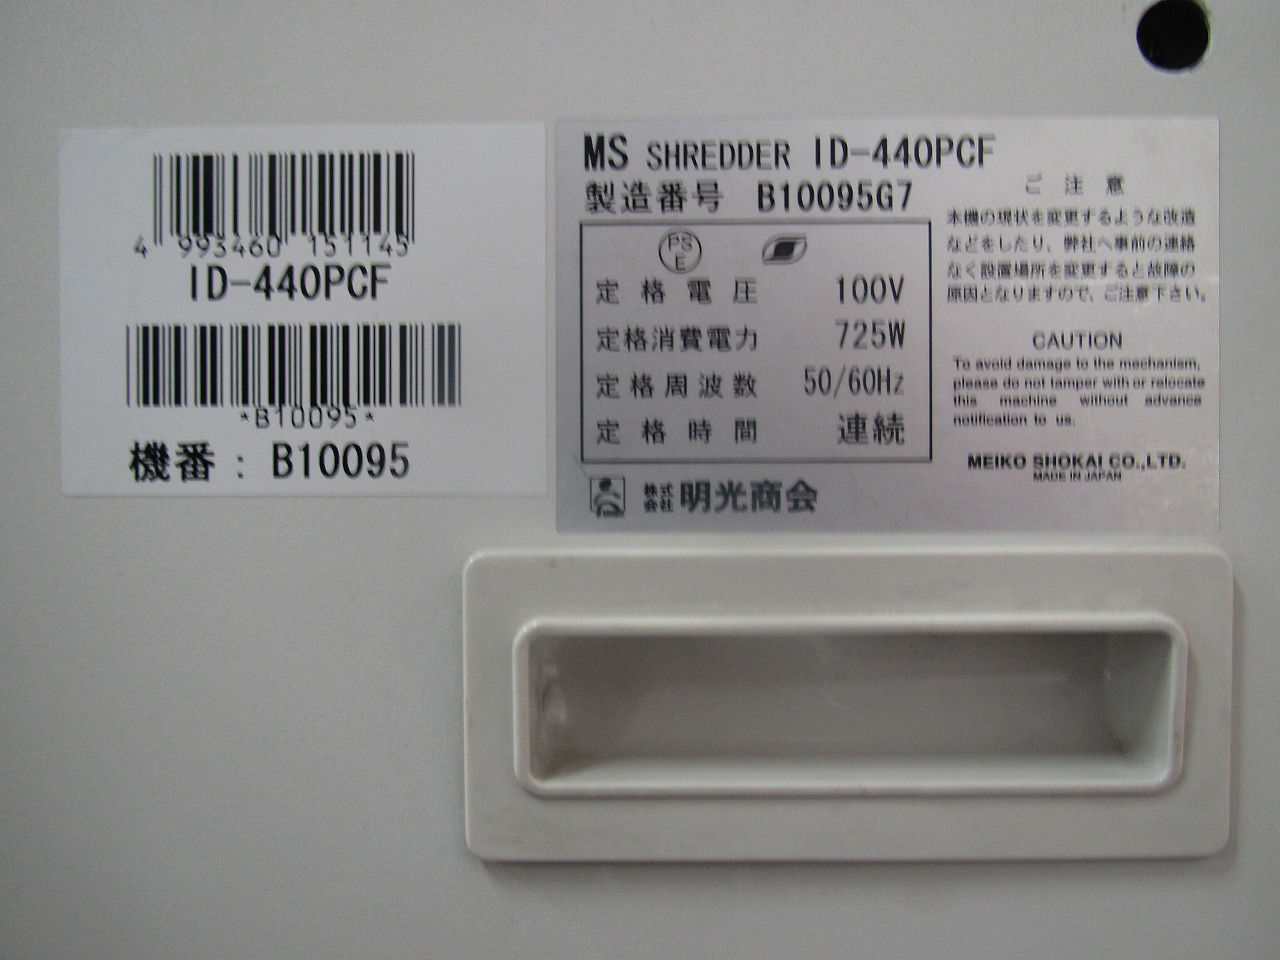 4 993460 151145
ID-440PCF
*B10095*
機番: B10095
MS SHREDDER ID-440PCF
製造番号 B10095G7
PS
E
定格電圧 100V
定格消費電力 725W
定格周波数 50/60Hz
定格時間 連続
株式会社 明光商会
ご注意
本機の現状を変更するような改造
などをしたり、弊社へ事前の連絡
なく設置場所を変更すると故障の
原因となりますので、ご注意下さい。
CAUTION
To avoid damage to the mechanism,
please do not tamper with or relocate
this machine without advance
notification to us.
MEIKO SHOKAI CO.,LTD.
MADE IN JAPAN